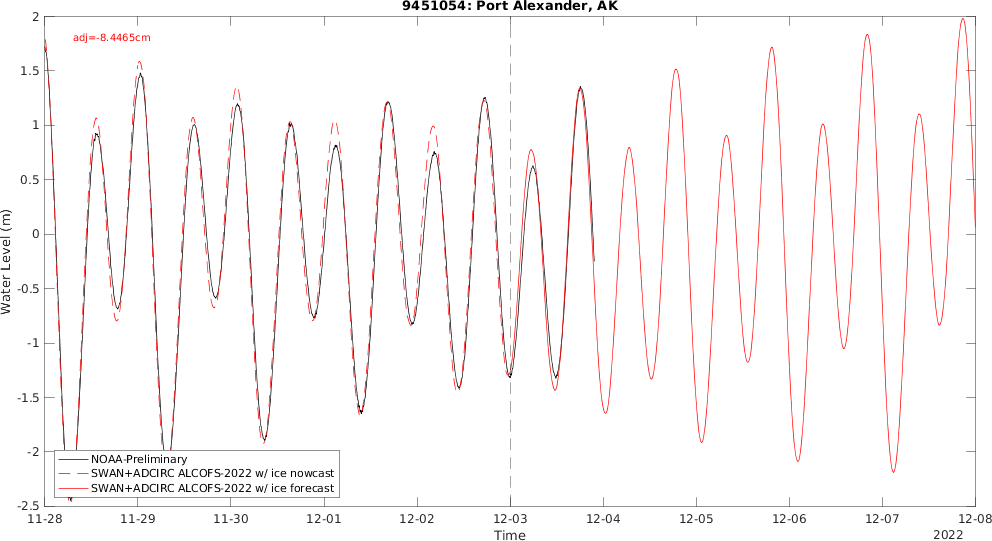 9451054: Port Alexander, AK
adj=-8.4465cm
Water Level (m)
2
1.5
1
0.5
0
-0.5
-1
-1.5
-2
-2.5
NOAA-Preliminary
SWAN+ADCIRC ALCOFS-2022 w/ ice nowcast
SWAN+ADCIRC ALCOFS-2022 w/ ice forecast
11-28 11-29 11-30 12-01 12-02 12-03 12-04 12-05 12-06 12-07 12-08
Time
2022